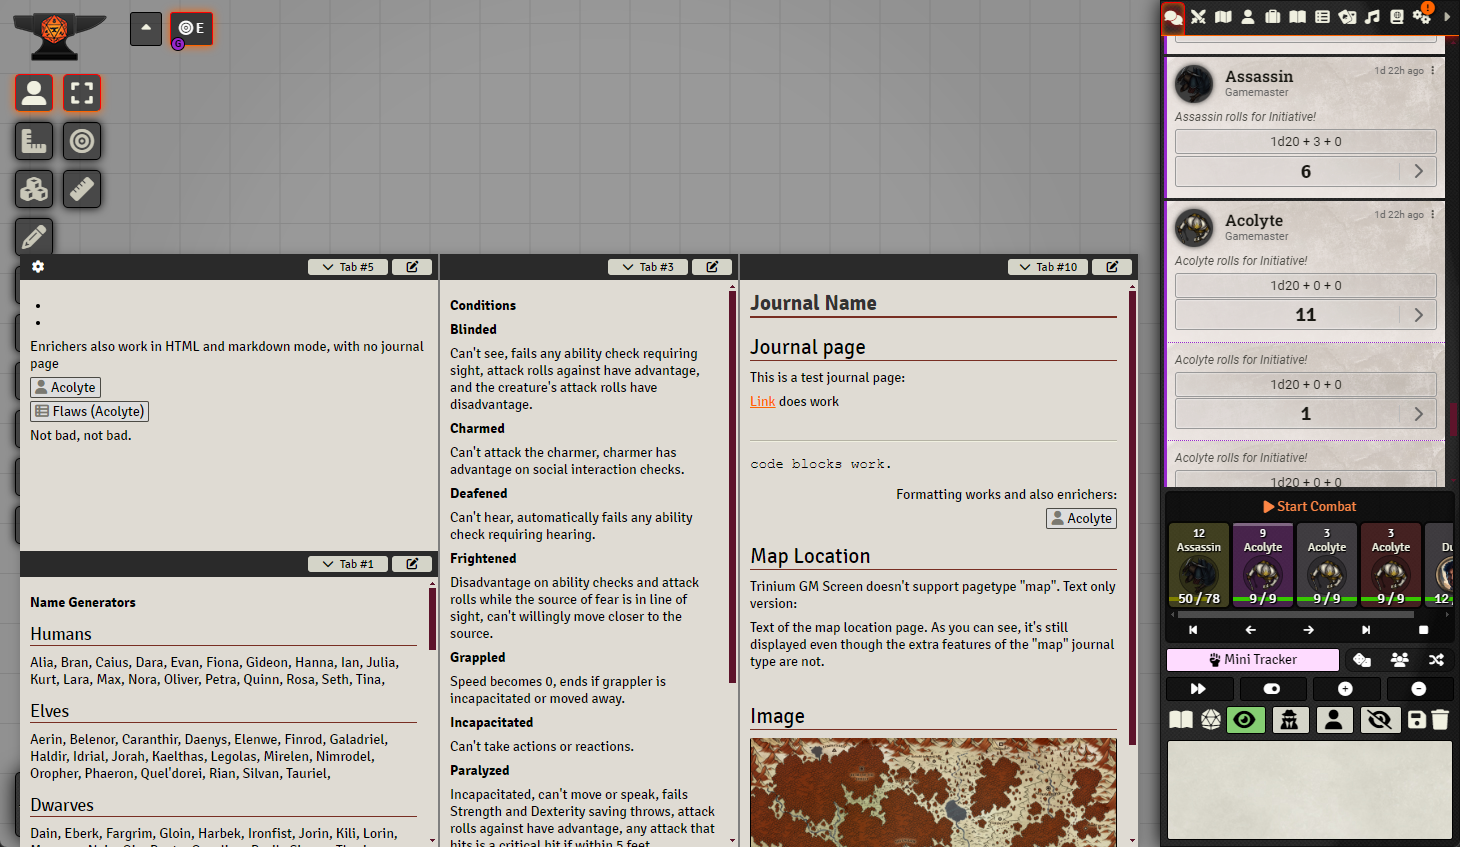 E
G
Tab #5
Enrichers also work in HTML and markdown mode, with no journal
page
Acolyte
Flaws (Acolyte)
Not bad, not bad.
Tab #1
Name Generators
Humans
Alia, Bran, Caius, Dara, Evan, Fiona, Gideon, Hanna, Ian, Julia,
Kurt, Lara, Max, Nora, Oliver, Petra, Quinn, Rosa, Seth, Tina,
Elves
Aerin, Belenor, Caranthir, Daenys, Elenwe, Finrod, Galadriel,
Haldir, Idrial, Jorah, Kaelthas, Legolas, Mirelen, Nimrodel,
Oropher, Phaeron, Quel'dorei, Rian, Silvan, Tauriel,
Dwarves
Dain, Eberk, Fargrim, Gloin, Harbek, Ironfist, Jorin, Kili, Lorin,
Tab #3
Conditions
Blinded
Can't see, fails any ability check requiring
sight, attack rolls against have advantage,
and the creature's attack rolls have
disadvantage.
Charmed
Can't attack the charmer, charmer has
advantage on social interaction checks.
Deafened
Can't hear, automatically fails any ability
check requiring hearing.
Frightened
Disadvantage on ability checks and attack
rolls while the source of fear is in line of
sight, can't willingly move closer to the
source.
Grappled
Speed becomes 0, ends if grappler is
incapacitated or moved away.
Incapacitated
Can't take actions or reactions.
Paralyzed
Incapacitated, can't move or speak, fails
Strength and Dexterity saving throws, attack
rolls against have advantage, any attack that
hits is a critical hit if within 5 feet.
Tab #10
Journal Name
Journal page
This is a test journal page:
Link does work
code blocks work.
Formatting works and also enrichers:
Acolyte
Map Location
Trinium GM Screen doesn't support pagetype "map". Text only
version:
Text of the map location page. As you can see, it's still
displayed even though the extra features of the "map" journal
type are not.
Image
!
Assassin
1d 22h ago
Gamemaster
Assassin rolls for Initiative!
1d20 + 3 + 0
6
Acolyte
1d 22h ago
Gamemaster
Acolyte rolls for Initiative!
1d20 + 0 + 0
11
Acolyte rolls for Initiative!
1d20 + 0 + 0
1
Acolyte rolls for Initiative!
1d20 + 0 + 0
Start Combat
12 9 3 3
Assassin Acolyte Acolyte Acolyte Du
50 / 78 9 / 9 9 / 9 9 / 9 12
Mini Tracker